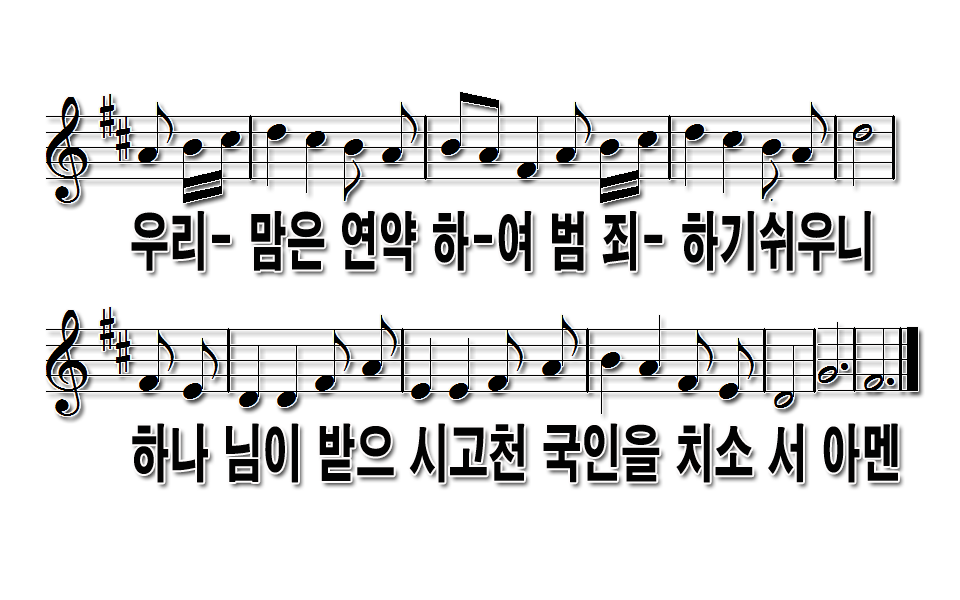 우리- 맘은 연약 하-여 범 죄- 하기쉬우니
하나 님이 받으 시고천 국인을 치소 서 아멘